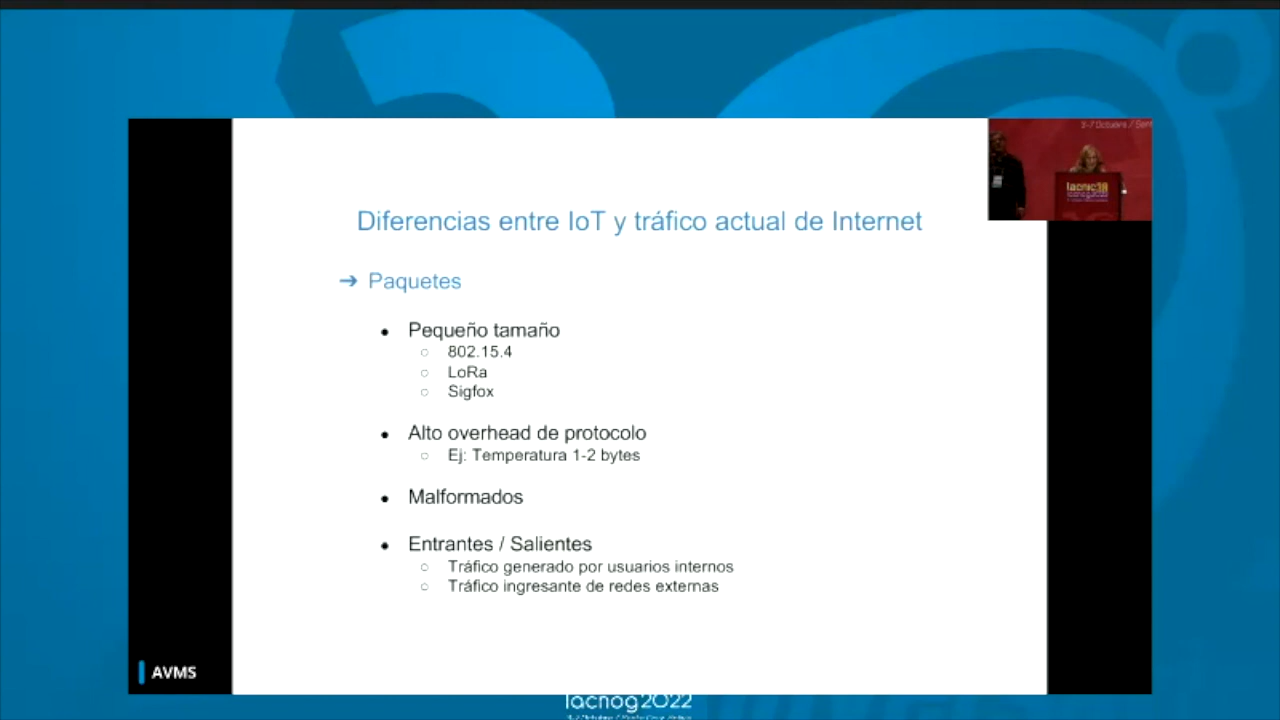 Diferencias entre IoT y tráfico actual de Internet
➔ Paquetes
● Pequeño tamaño
○ 802.15.4
○ LoRa
○ Sigfox
● Alto overhead de protocolo
○ Ej: Temperatura 1-2 bytes
● Malformados
● Entrantes / Salientes
○ Tráfico generado por usuarios internos
○ Tráfico ingresante de redes externas
lacnic38
lacnog2022
AVMS
lacnog2022